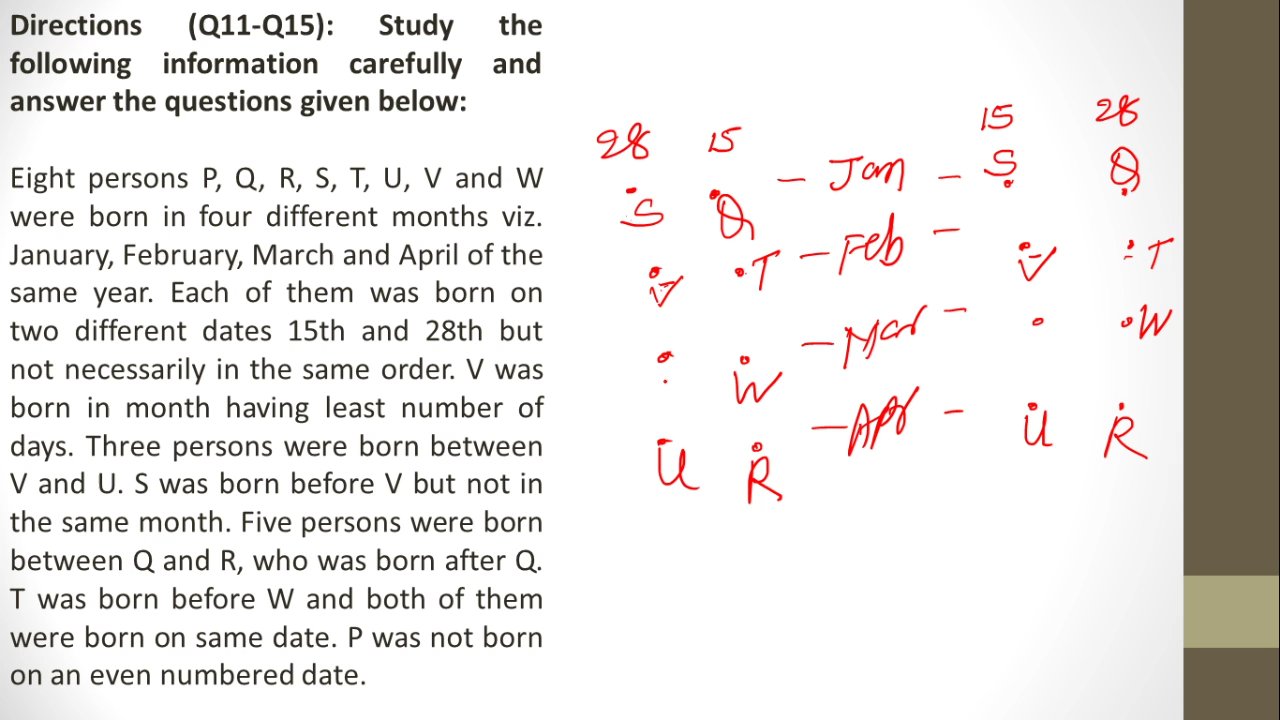 Directions (Q11-Q15): Study the
following information carefully and
answer the questions given below:
Eight persons P, Q, R, S, T, U, V and W
were born in four different months viz.
January, February, March and April of the
same year. Each of them was born on
two different dates 15th and 28th but
not necessarily in the same order. V was
born in month having least number of
days. Three persons were born between
V and U. S was born before V but not in
the same month. Five persons were born
between Q and R, who was born after Q.
T was born before W and both of them
were born on same date. P was not born
on an even numbered date.
28 15 15 28
S Q - Jan - S Q
V T - Feb - V T
W - Mar - W
U R - Apr - U R